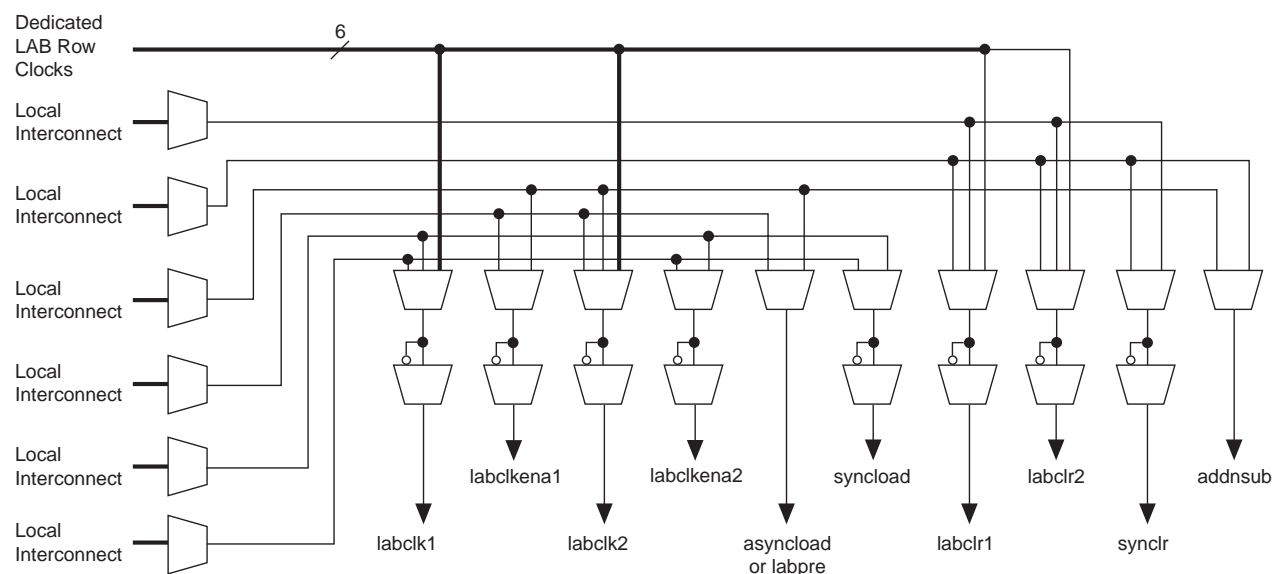 Dedicated
LAB Row
Clocks
6
Local
Interconnect
Local
Interconnect
Local
Interconnect
Local
Interconnect
Local
Interconnect
Local
Interconnect
labclkena1
labclkena2
syncload
labclr2
addnsub
labclk1
labclk2
asyncload
or labpre
labclr1
synclr